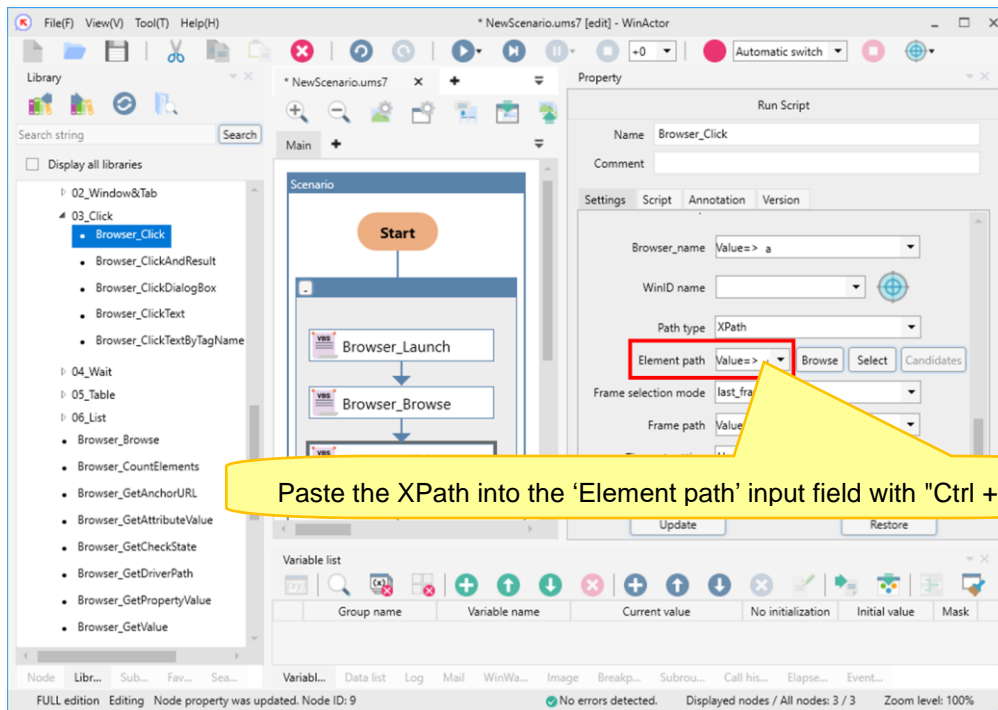 File(F) View(V) Tool(T) Help(H)
* NewScenario.ums7 [edit] - WinActor
+0
Automatic switch
Library
Search string
Search
Display all libraries
02_Window&Tab
03_Click
Browser_Click
Browser_ClickAndResult
Browser_ClickDialogBox
Browser_ClickText
Browser_ClickTextByTagName
04_Wait
05_Table
06_List
Browser_Browse
Browser_CountElements
Browser_GetAnchorURL
Browser_GetAttributeValue
Browser_GetCheckState
Browser_GetDriverPath
Browser_GetPropertyValue
Browser_GetValue
Node Libr... Sub... Fav... Sea...
* NewScenario.ums7
Main
Scenario
Start
VBS Browser_Launch
VBS Browser_Browse
VBS
Property
Run Script
Name Browser_Click
Comment
Settings Script Annotation Version
Browser_name Value=> a
WinID name
Path type XPath
Element path Value=> Browse Select Candidates
Frame selection mode last_fra
Frame path Value
Paste the XPath into the ‘Element path’ input field with "Ctrl +
Update Restore
Variable list
Group name Variable name Current value No initialization Initial value Mask
Variabl... Data list Log Mail WinWa... Image Breakp... Subrou... Call his... Elapse... Event...
FULL edition Editing Node property was updated. Node ID: 9
No errors detected. Displayed nodes / All nodes: 3 / 3 Zoom level: 100%